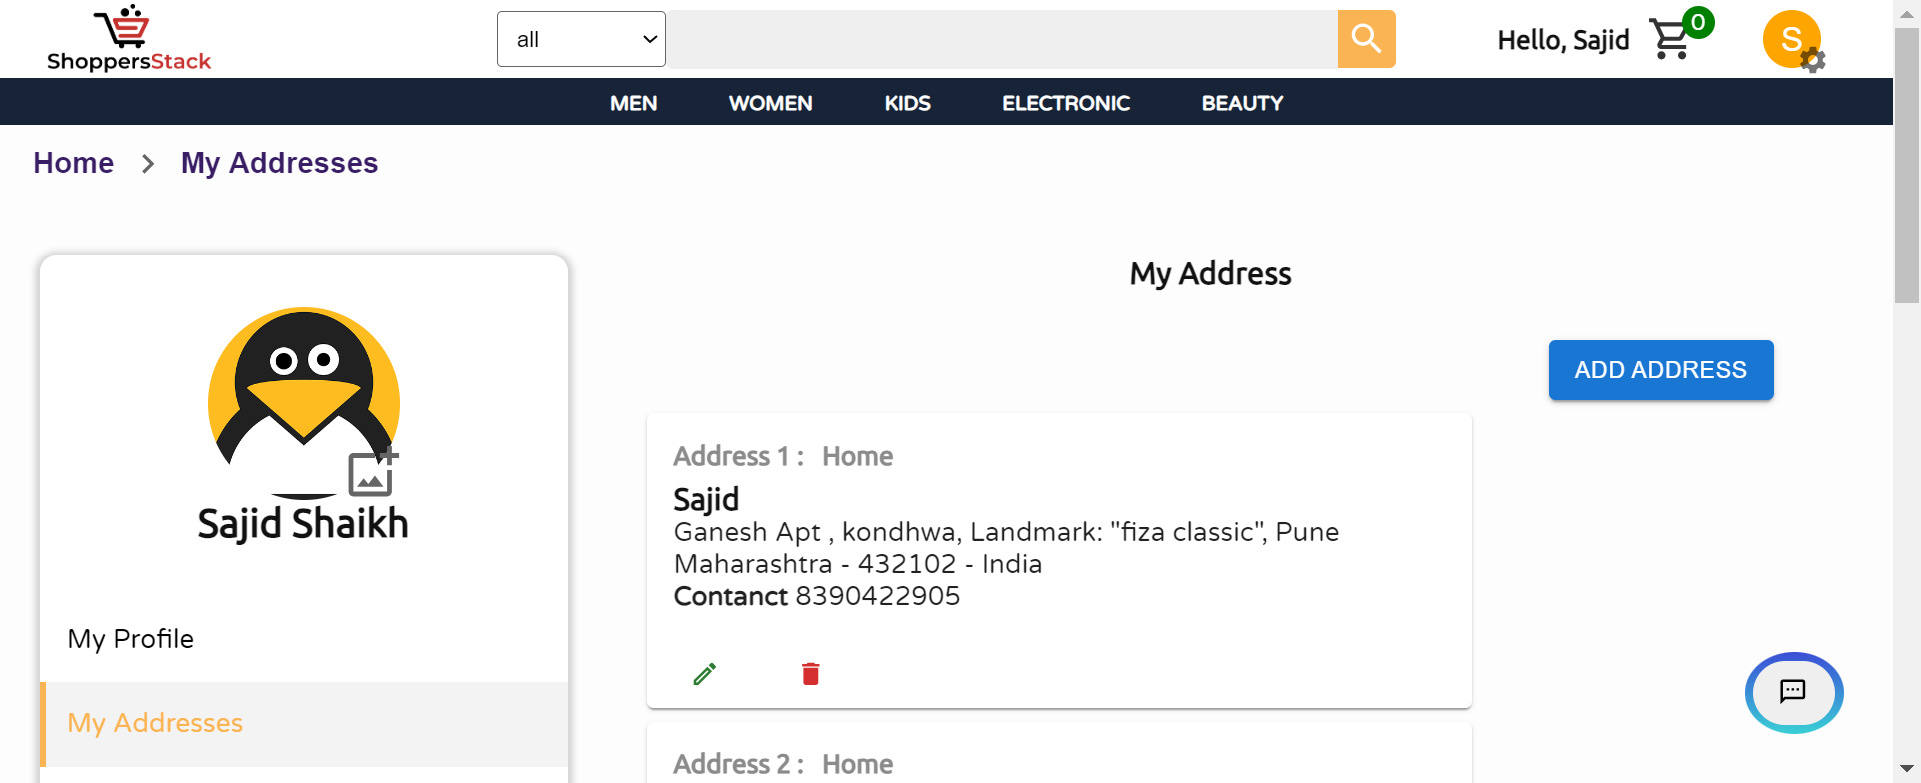 ShoppersStack
all
Hello, Sajid
0
S
MEN WOMEN KIDS ELECTRONIC BEAUTY
Home > My Addresses
My Address
ADD ADDRESS
Sajid Shaikh
My Profile
My Addresses
Address 1 : Home
Sajid
Ganesh Apt , kondhwa, Landmark: "fiza classic", Pune
Maharashtra - 432102 - India
Contanct 8390422905
Address 2 : Home